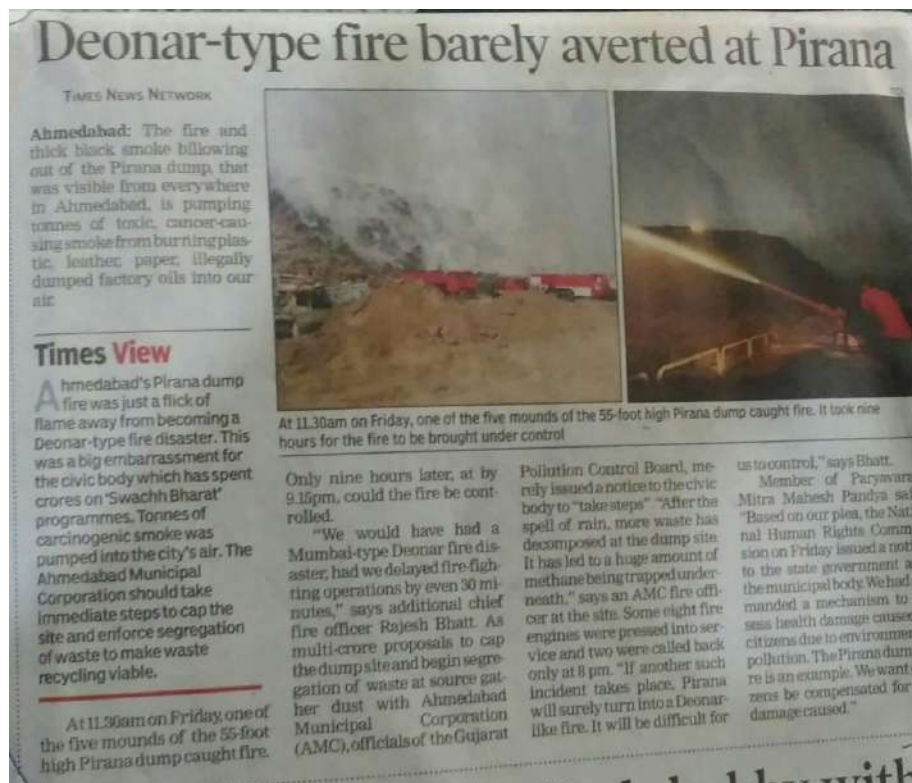 Deonar-type fire barely averted at Pirana
TIMES NEWS NETWORK
Ahmedabad: The fire and
thick black smoke billowing
out of the Pirana dump, that
was visible from everywhere
in Ahmedabad, is pumping
tonnes of toxic, cancer-cau-
sing smoke from burning plas-
tic, leather, paper, illegally
dumped factory oils into our
air.
Times View
Ahmedabad's Pirana dump
fire was just a flick of
flame away from becoming a
Deonar-type fire disaster. This
was a big embarrassment for
the civic body which has spent
crores on 'Swachh Bharat'
programmes. Tonnes of
carcinogenic smoke was
pumped into the city's air. The
Ahmedabad Municipal
Corporation should take
immediate steps to cap the
site and enforce segregation
of waste to make waste
recycling viable.
At 11.30am on Friday, one of
the five mounds of the 55-foot
high Pirana dump caught fire.
At 11.30am on Friday, one of the five mounds of the 55-foot high Pirana dump caught fire. It took nine
hours for the fire to be brought under control
Only nine hours later, at by
9.15pm, could the fire be cont-
rolled.
"We would have had a
Mumbai-type Deonar fire dis-
aster, had we delayed fire-figh-
ting operations by even 30 mi-
nutes," says additional chief
fire officer Rajesh Bhatt. As
multi-crore proposals to cap
the dump site and begin segre-
gation of waste at source gat-
her dust with Ahmedabad
Municipal Corporation
(AMC), officials of the Gujarat
Pollution Control Board, me-
rely issued a notice to the civic
body to "take steps". "After the
spell of rain, more waste has
decomposed at the dump site.
It has led to a huge amount of
methane being trapped under-
neath," says an AMC fire offi-
cer at the site. Some eight fire
engines were pressed into ser-
vice and two were called back
only at 8 pm. "If another such
incident takes place, Pirana
will surely turn into a Deonar-
like fire. It will be difficult for
us to control," says Bhatt.
Member of Paryavara
Mitra Mahesh Pandya sai
"Based on our plea, the Nat
nal Human Rights Comm
sion on Friday issued a noti
to the state government a
the municipal body. We had
manded a mechanism to
sess health damage cause
citizens due to environmen
pollution. The Pirana dum
re is an example. We want
zens be compensated for
damage caused."